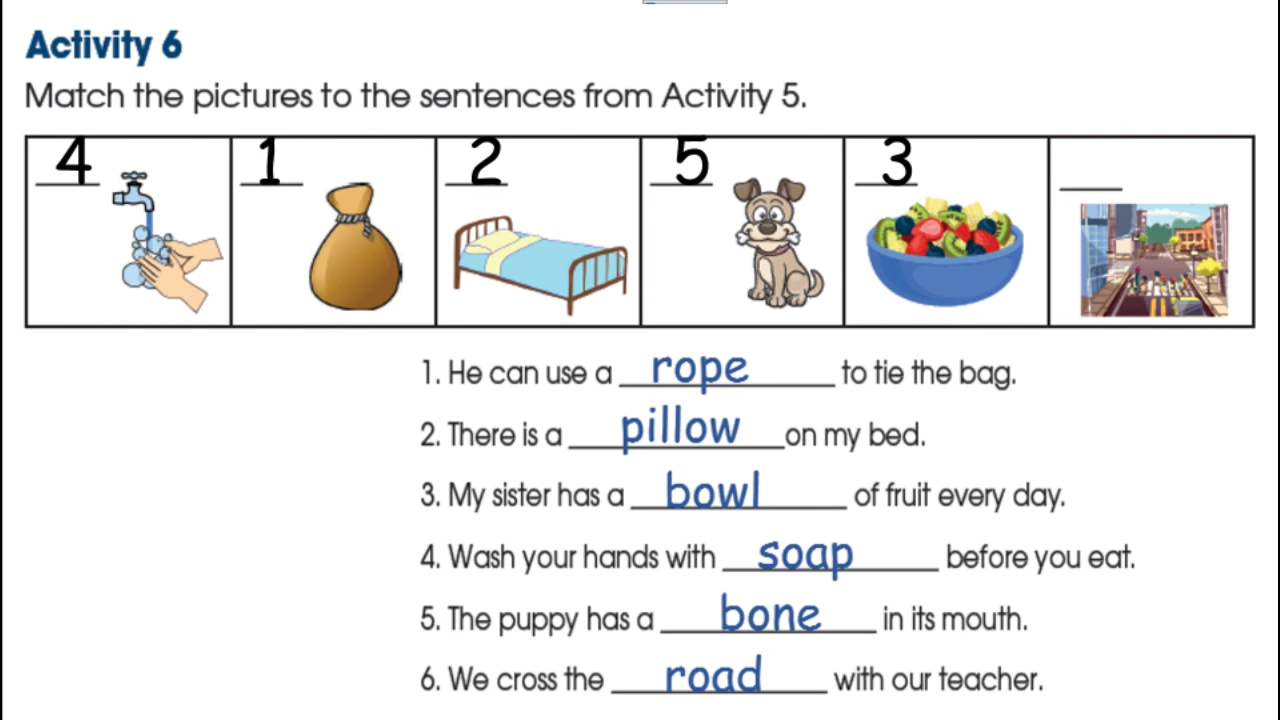 Activity 6
Match the pictures to the sentences from Activity 5.
4 1 2 5 3
1. He can use a rope to tie the bag.
2. There is a pillow on my bed.
3. My sister has a bowl of fruit every day.
4. Wash your hands with soap before you eat.
5. The puppy has a bone in its mouth.
6. We cross the road with our teacher.